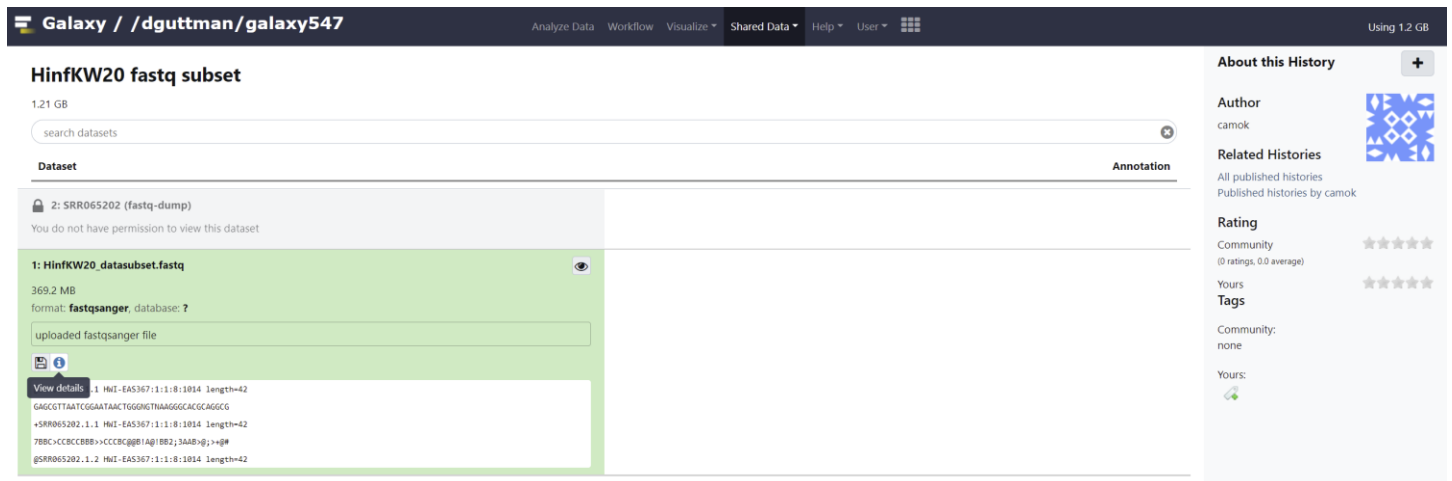 Galaxy / /dguttman/galaxy547
Analyze Data Workflow Visualize Shared Data Help User
Using 1.2 GB
HinfKW20 fastq subset
1.21 GB
search datasets
Dataset Annotation
2: SRR065202 (fastq-dump)
You do not have permission to view this dataset
1: HinfKW20_datasubset.fastq
369.2 MB
format: fastqsanger, database: ?
uploaded fastqsanger file
View details
.1 HWI-EAS367:1:1:8:1014 length=42
GAGCGTTAATCGGAATAACTGGGNGTNAAGGGCACGCAGGCG
+SRR065202.1.1 HWI-EAS367:1:1:8:1014 length=42
7BBC>CCBCCBBB>>CCCBC@@B!A@!BB2;3AAB>@;>+@#
@SRR065202.1.2 HWI-EAS367:1:1:8:1014 length=42
About this History
Author
camok
Related Histories
All published histories
Published histories by camok
Rating
Community
(0 ratings, 0.0 average)
Yours
Tags
Community:
none
Yours: